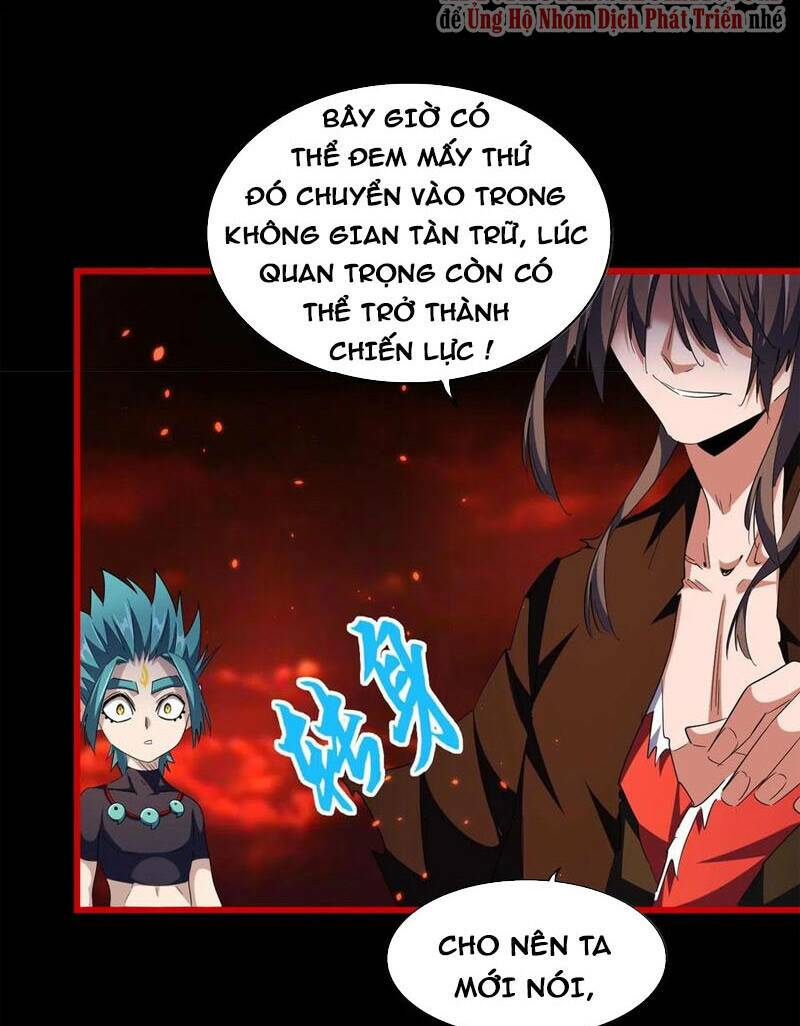 để Ủng Hộ Nhóm Dịch Phát Triển nhé
BÂY GIỜ CÓ
THỂ ĐEM MẤY THỨ
ĐÓ CHUYỂN VÀO TRONG
KHÔNG GIAN TÀN TRỮ, LÚC
QUAN TRỌNG CÒN CÓ
THỂ TRỞ THÀNH
CHIẾN LỰC !
转身
CHO NÊN TA
MỚI NÓI,